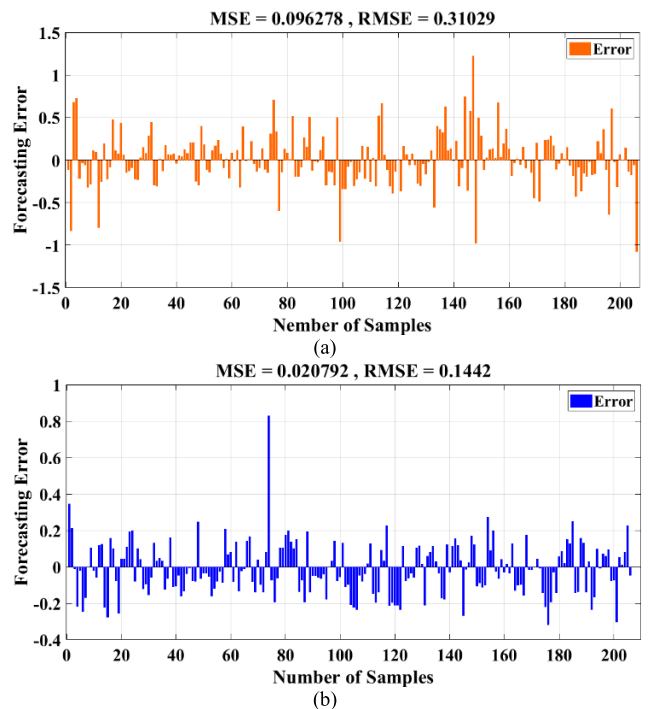 MSE = 0.096278 , RMSE = 0.31029
1.5
1
0.5
0
-0.5
-1
-1.5
Forecasting Error
Error
0 20 40 60 80 100 120 140 160 180 200
Nember of Samples
(a)
MSE = 0.020792 , RMSE = 0.1442
1
0.8
0.6
0.4
0.2
0
-0.2
-0.4
Forecasting Error
Error
0 20 40 60 80 100 120 140 160 180 200
Number of Samples
(b)